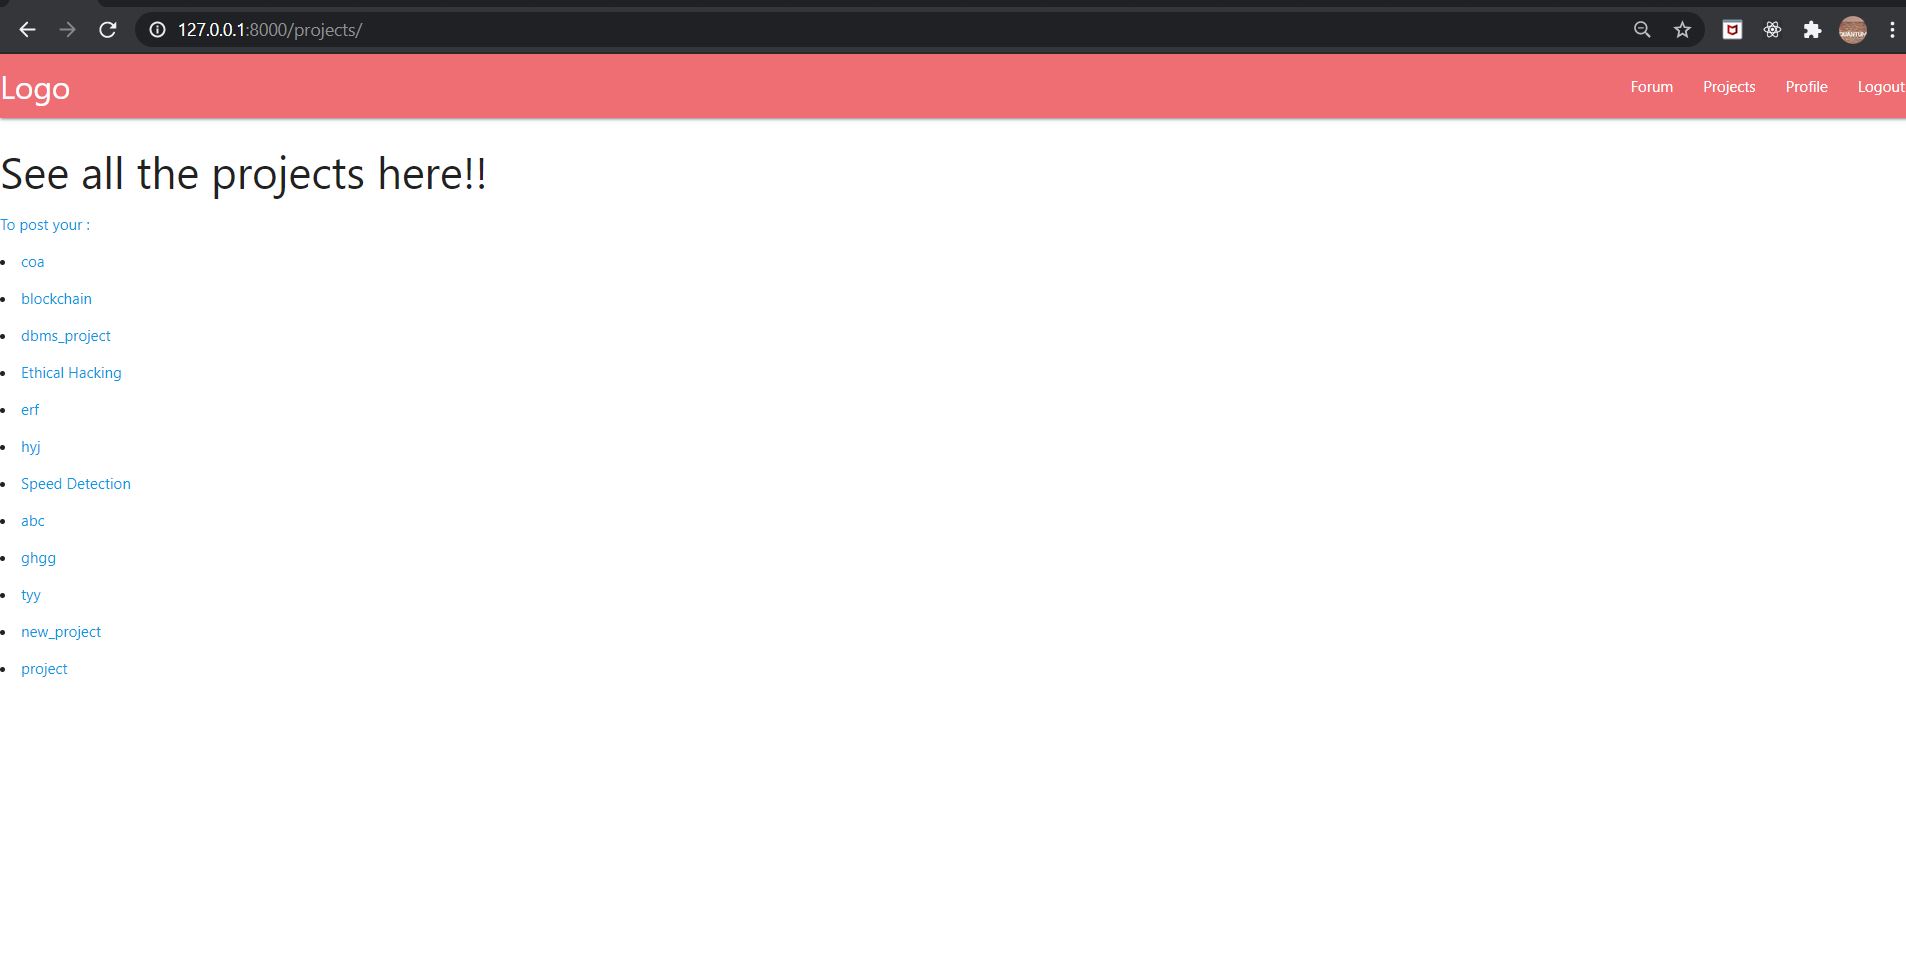 127.0.0.1:8000/projects/
Logo
Forum Projects Profile Logout
See all the projects here!!
To post your :
coa
blockchain
dbms_project
Ethical Hacking
erf
hyj
Speed Detection
abc
ghgg
tyy
new_project
project